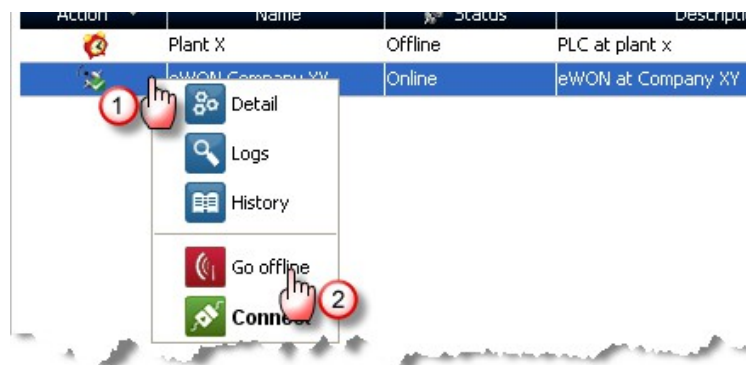 Action Name Status Descripti
Plant X Offline PLC at plant x
eWON Company XY Online eWON at Company XY
1
Detail
Logs
History
Go offline
2
Connect